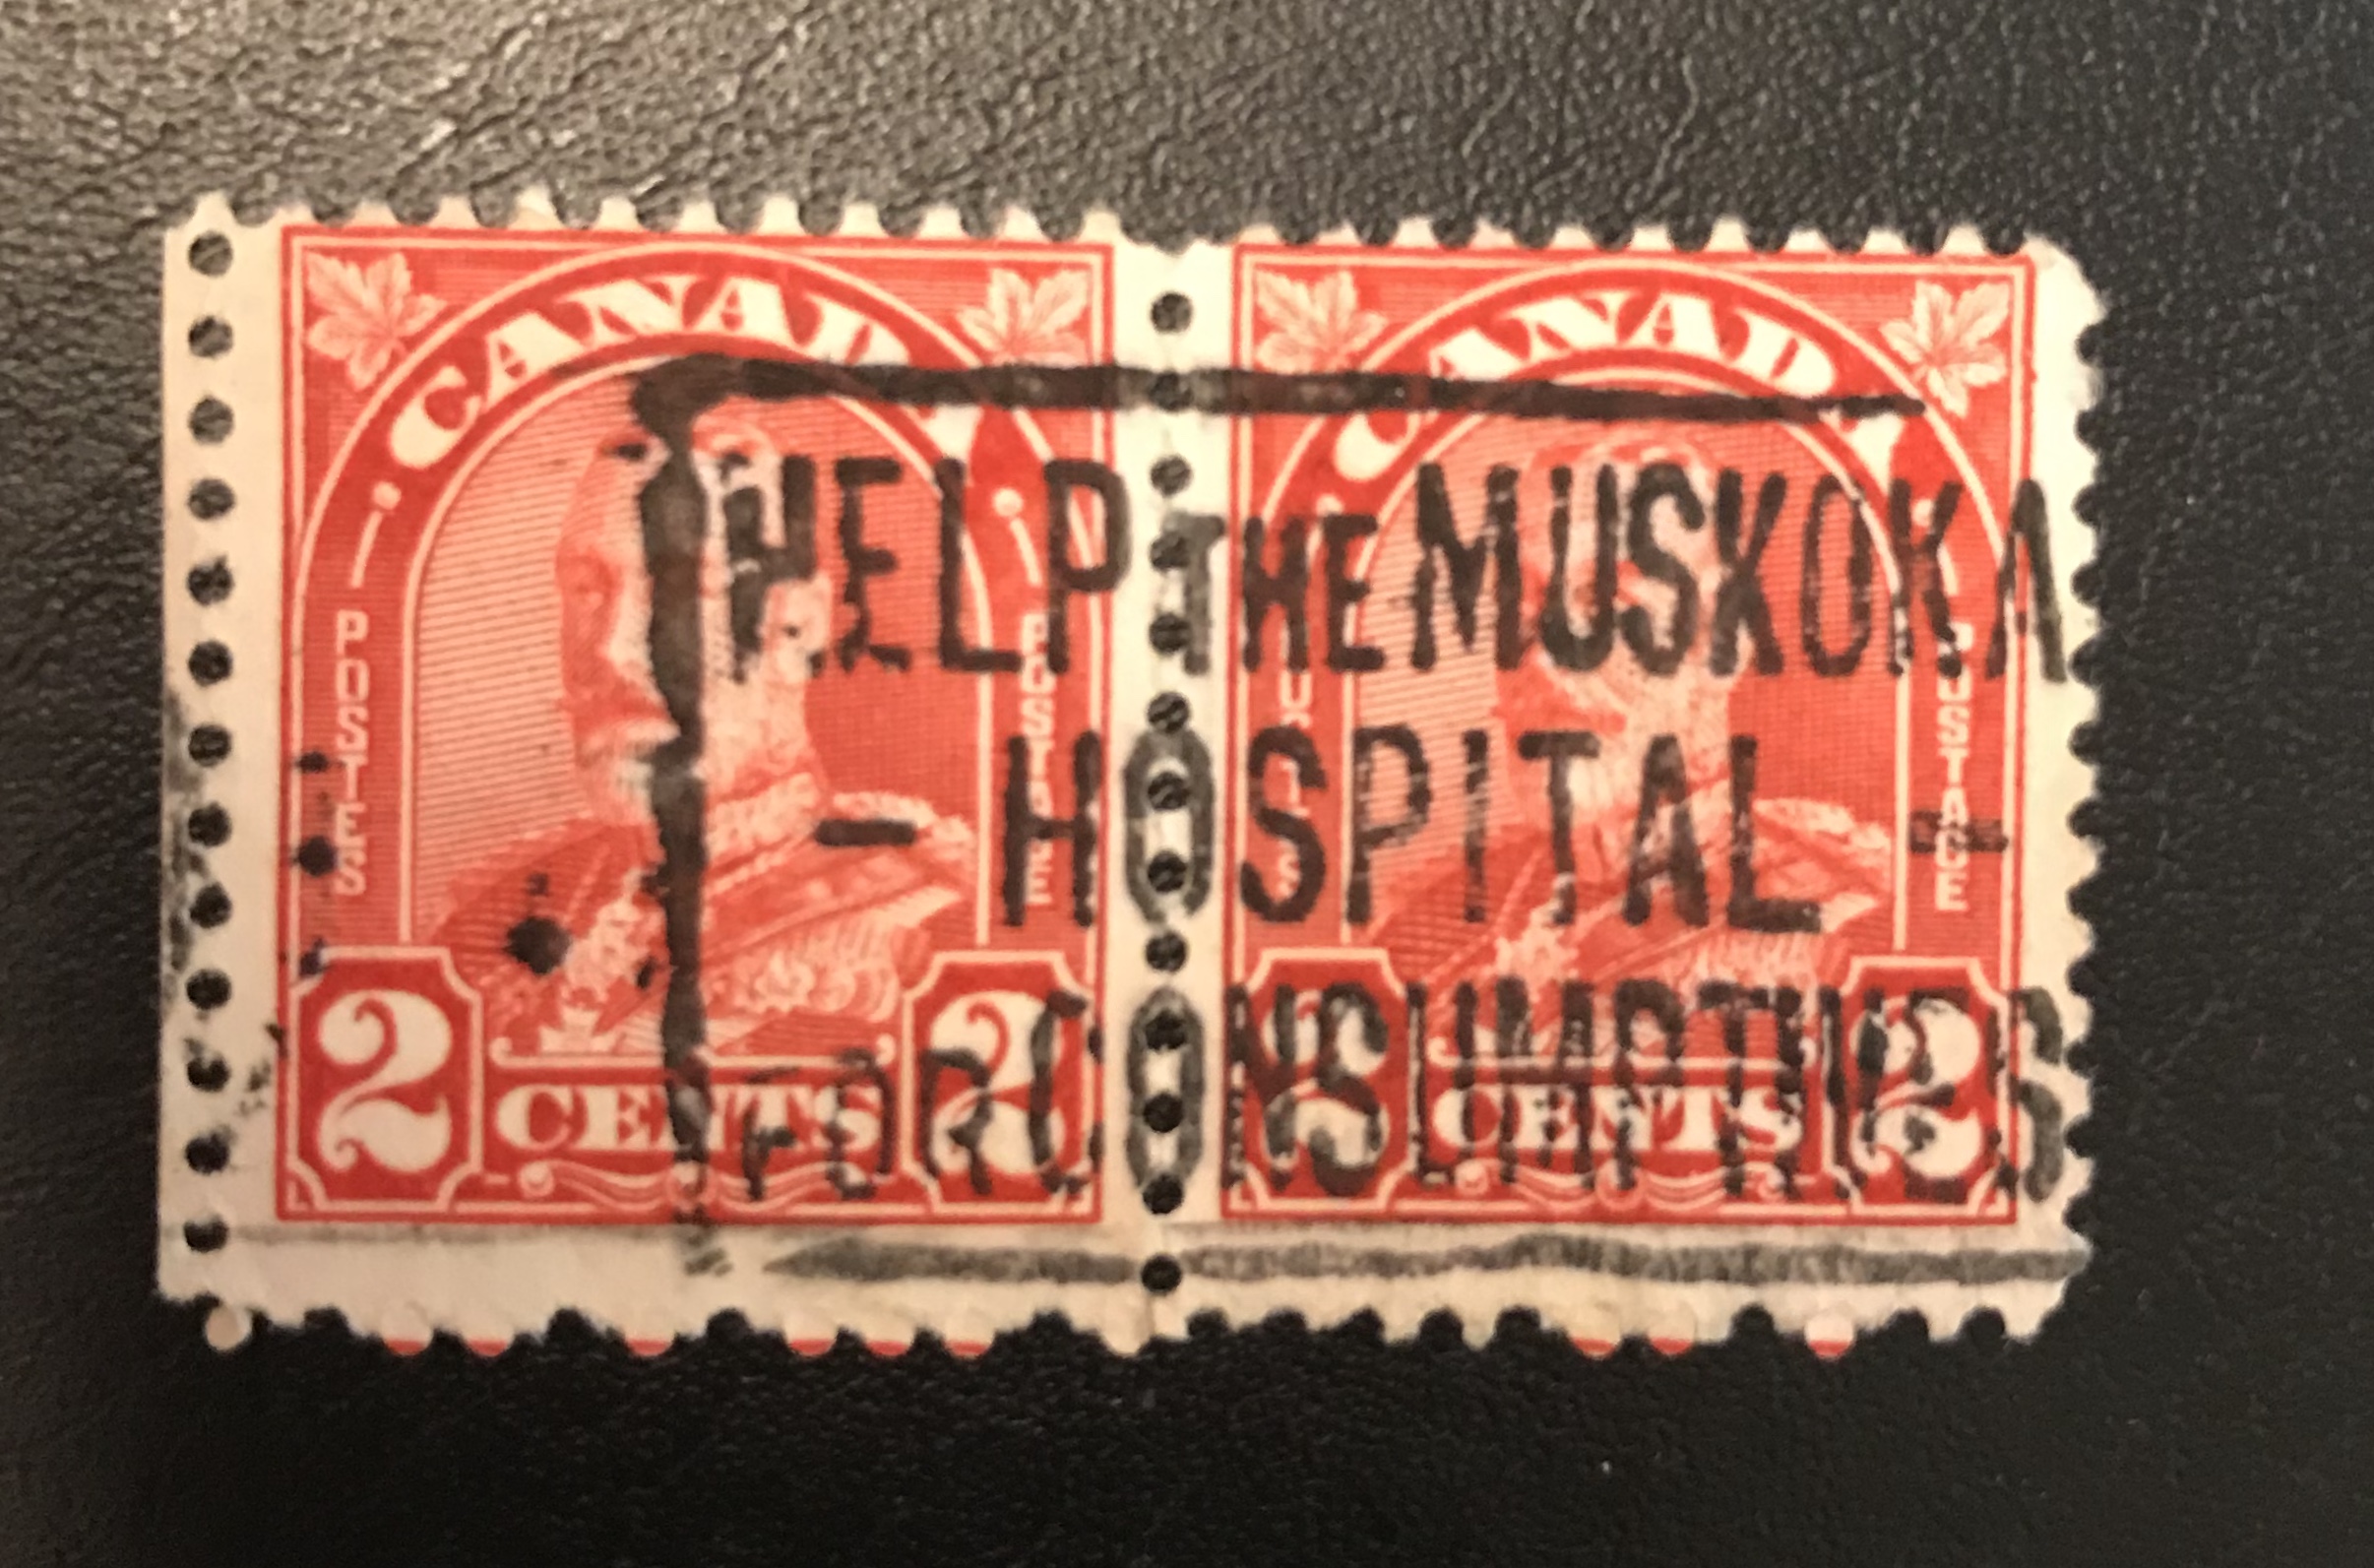 CANADA CANADA
HELP THE MUSKOKA
POSTES POSTAGE POSTES POSTAGE
- HOSPITAL -
FOR CONSUMPTIVES
2 CENTS 2 2 CENTS 2